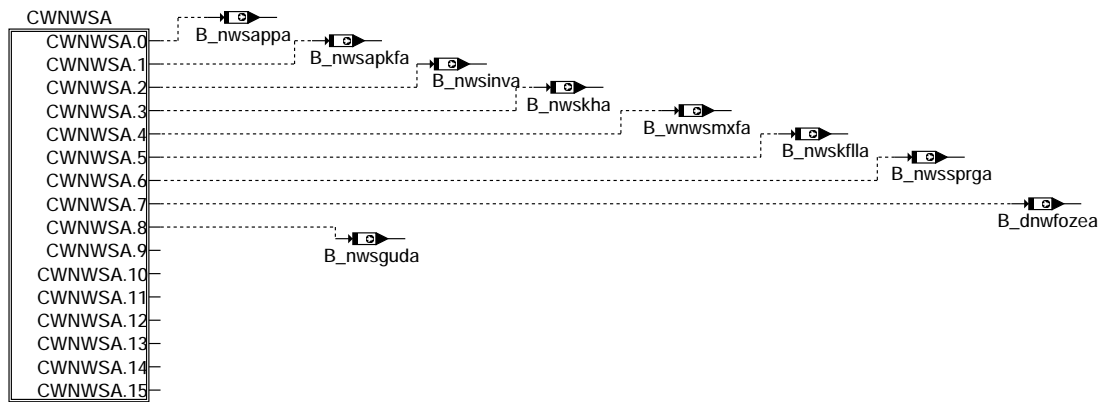 CWNWSA
B_nwsappa
CWNWSA.0
B_nwsapkfa
CWNWSA.1
B_nwsinva
CWNWSA.2
B_nwskha
CWNWSA.3
B_wnwsmxfa
CWNWSA.4
B_nwskflla
CWNWSA.5
B_nwssprga
CWNWSA.6
CWNWSA.7
B_dnwfozea
CWNWSA.8
CWNWSA.9
B_nwsguda
CWNWSA.10
CWNWSA.11
CWNWSA.12
CWNWSA.13
CWNWSA.14
CWNWSA.15